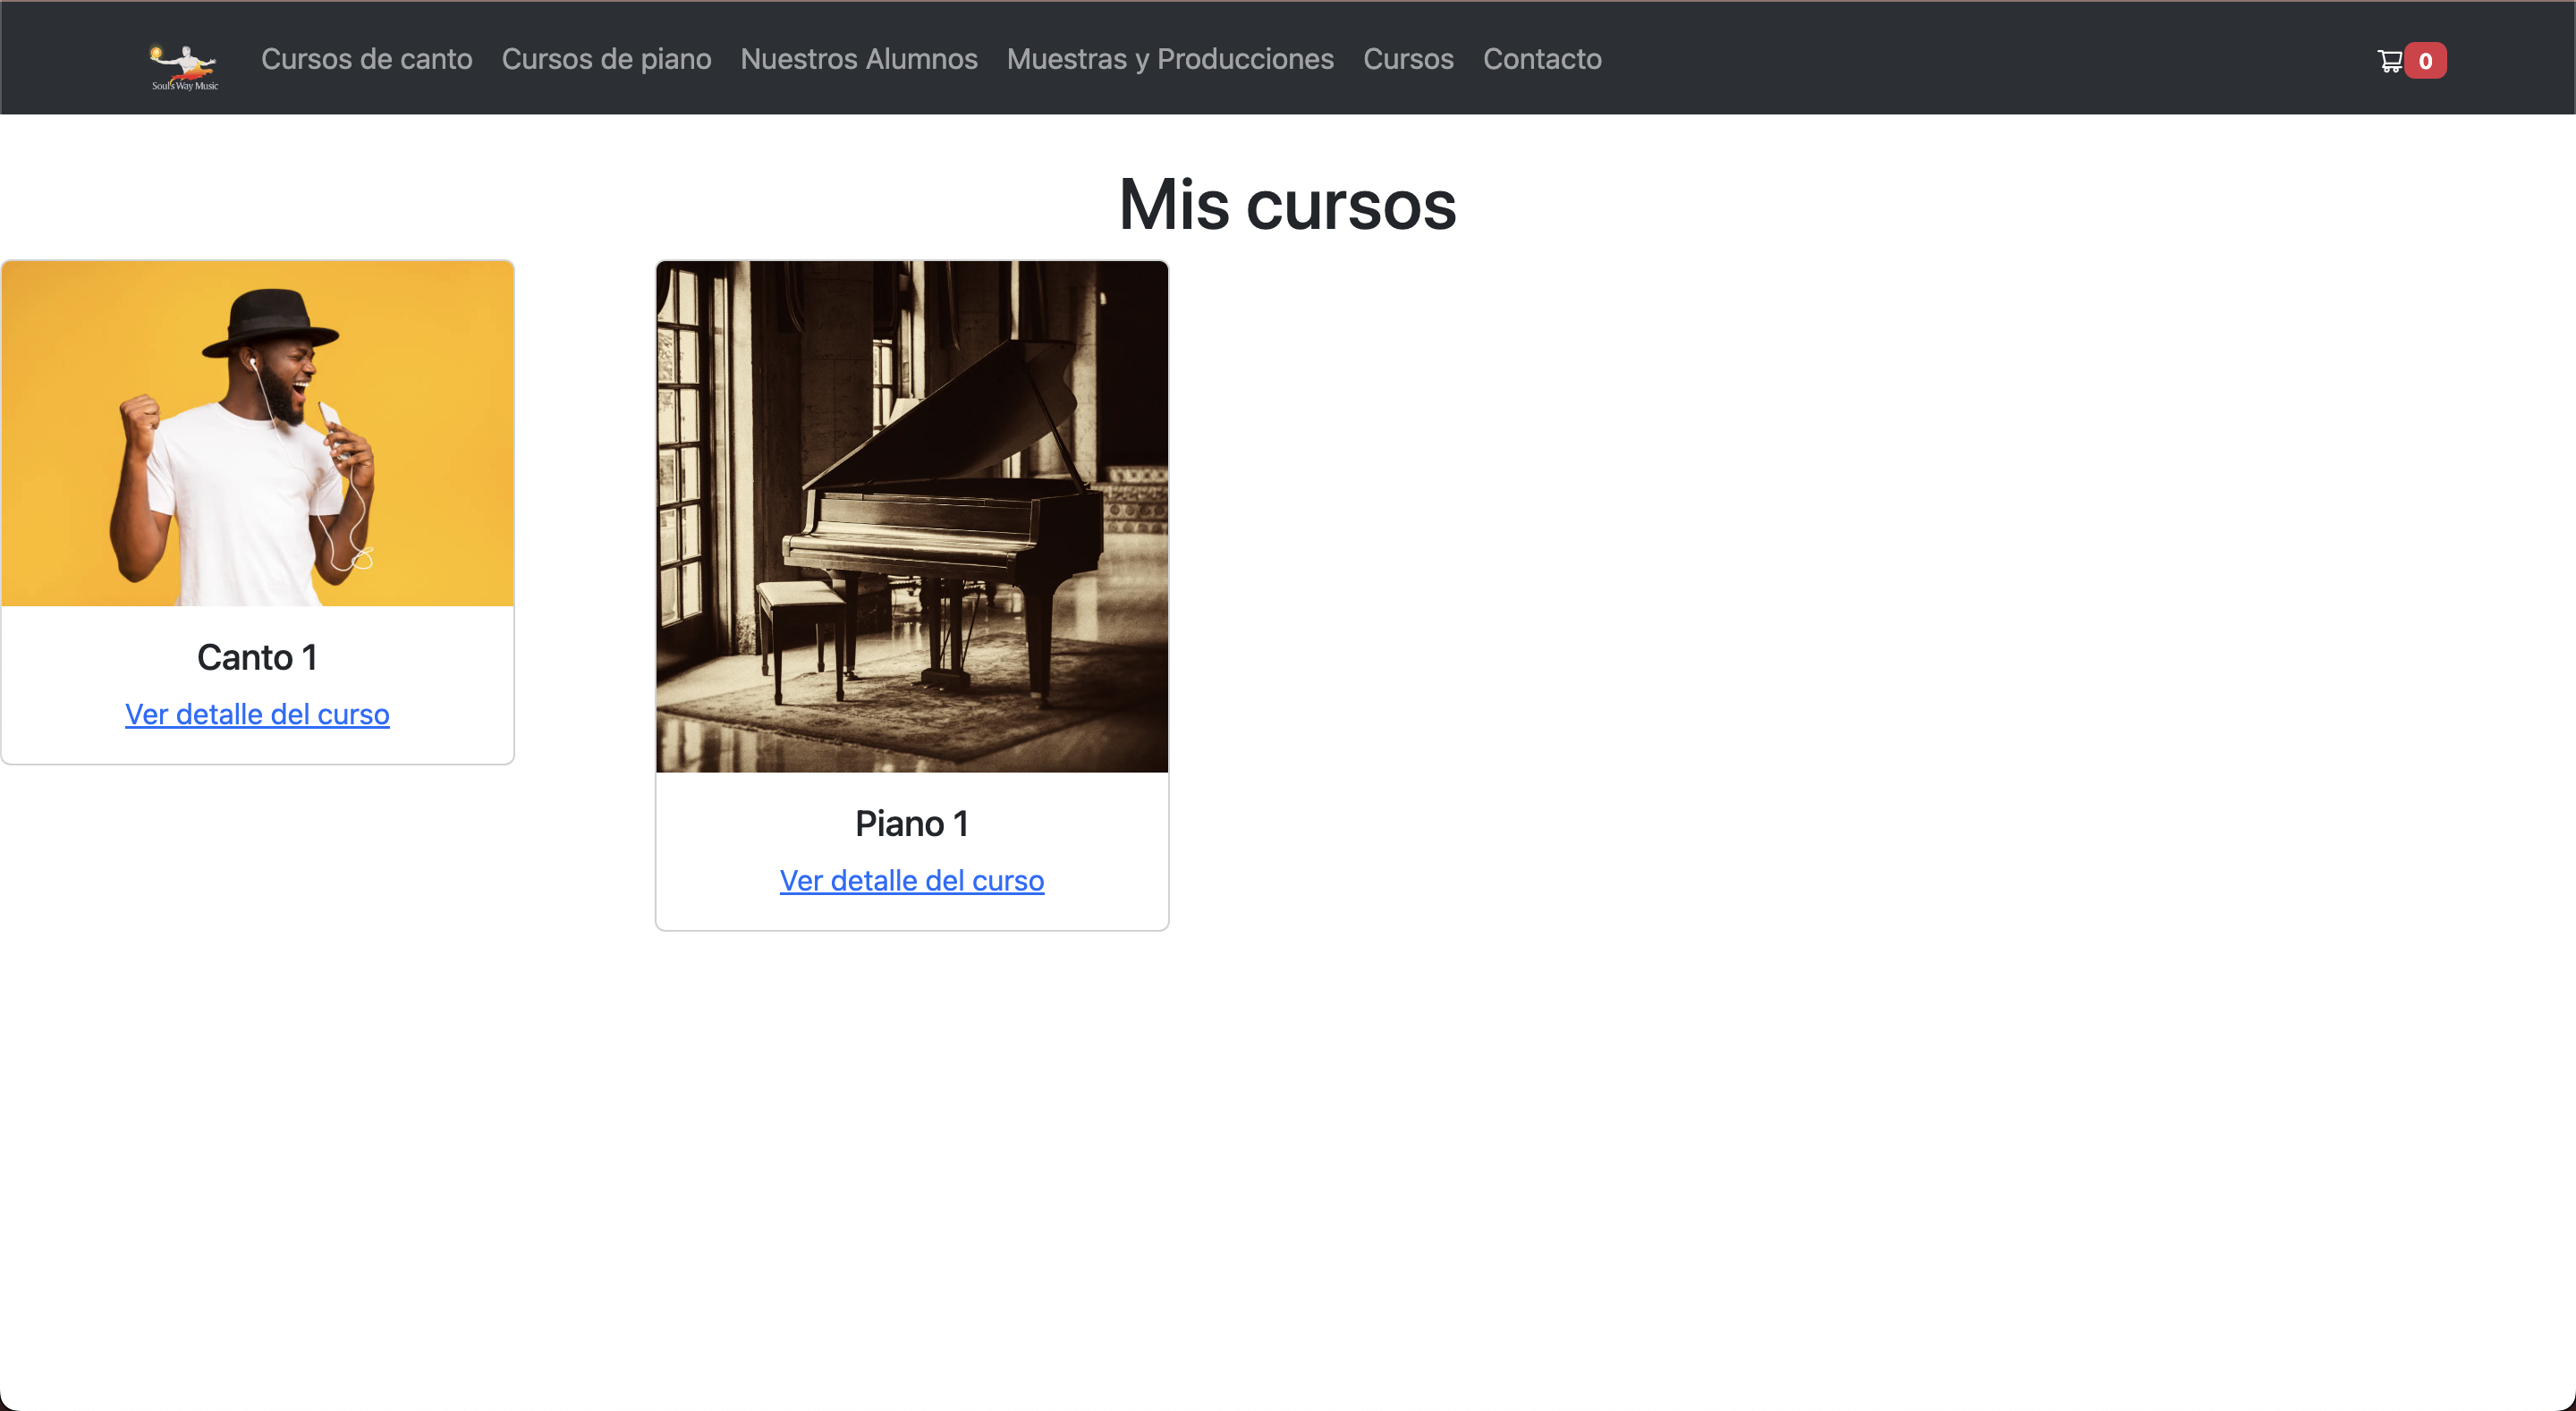 Soul's Way Music
Cursos de canto Cursos de piano Nuestros Alumnos Muestras y Producciones Cursos Contacto 0
Mis cursos
Canto 1
Ver detalle del curso
Piano 1
Ver detalle del curso